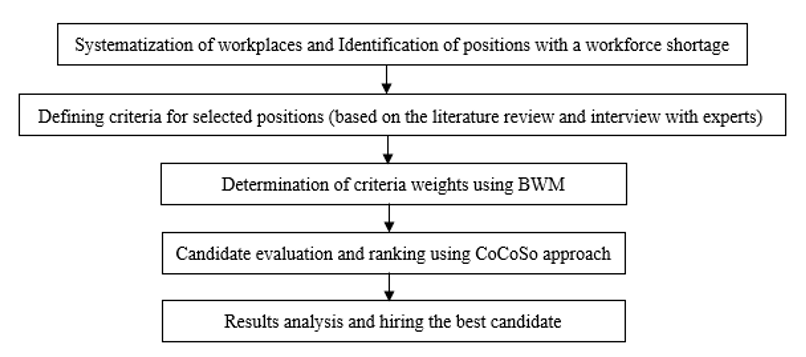 Systematization of workplaces and Identification of positions with a workforce shortage
Defining criteria for selected positions (based on the literature review and interview with experts)
Determination of criteria weights using BWM
Candidate evaluation and ranking using CoCoSo approach
Results analysis and hiring the best candidate